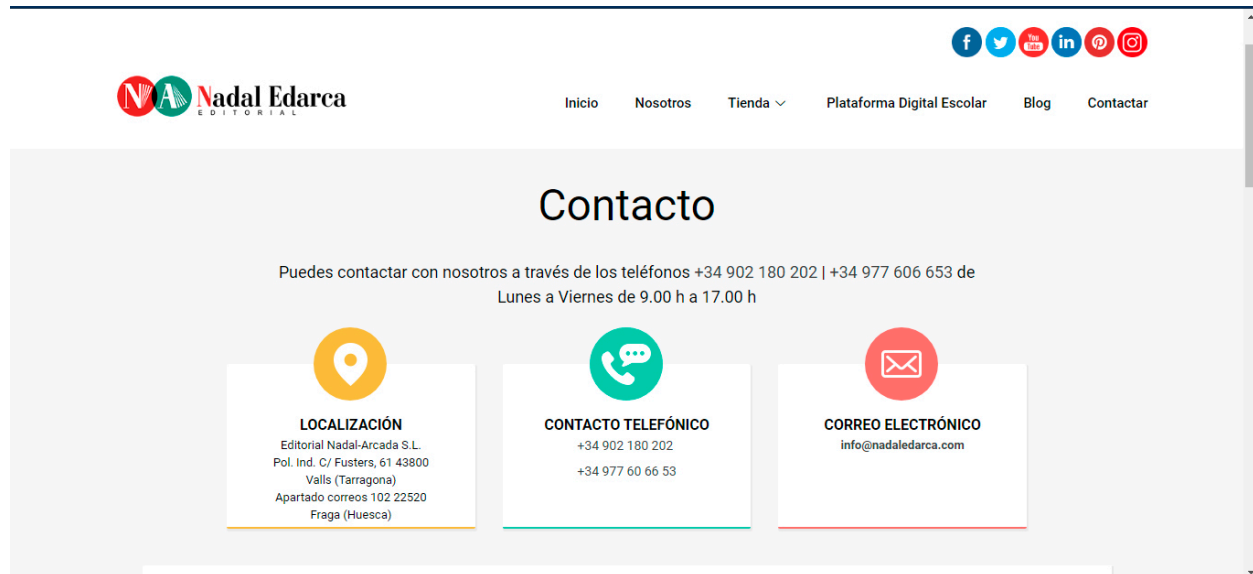 You
Tube
Nadal Edarca
EDITORIAL
Inicio Nosotros Tienda Plataforma Digital Escolar Blog Contactar
Contacto
Puedes contactar con nosotros a través de los teléfonos +34 902 180 202 | +34 977 606 653 de
Lunes a Viernes de 9.00 h a 17.00 h
LOCALIZACIÓN
Editorial Nadal-Arcada S.L.
Pol. Ind. C/ Fusters, 61 43800
Valls (Tarragona)
Apartado correos 102 22520
Fraga (Huesca)
CONTACTO TELEFÓNICO
+34 902 180 202
+34 977 60 66 53
CORREO ELECTRÓNICO
info@nadaledarca.com